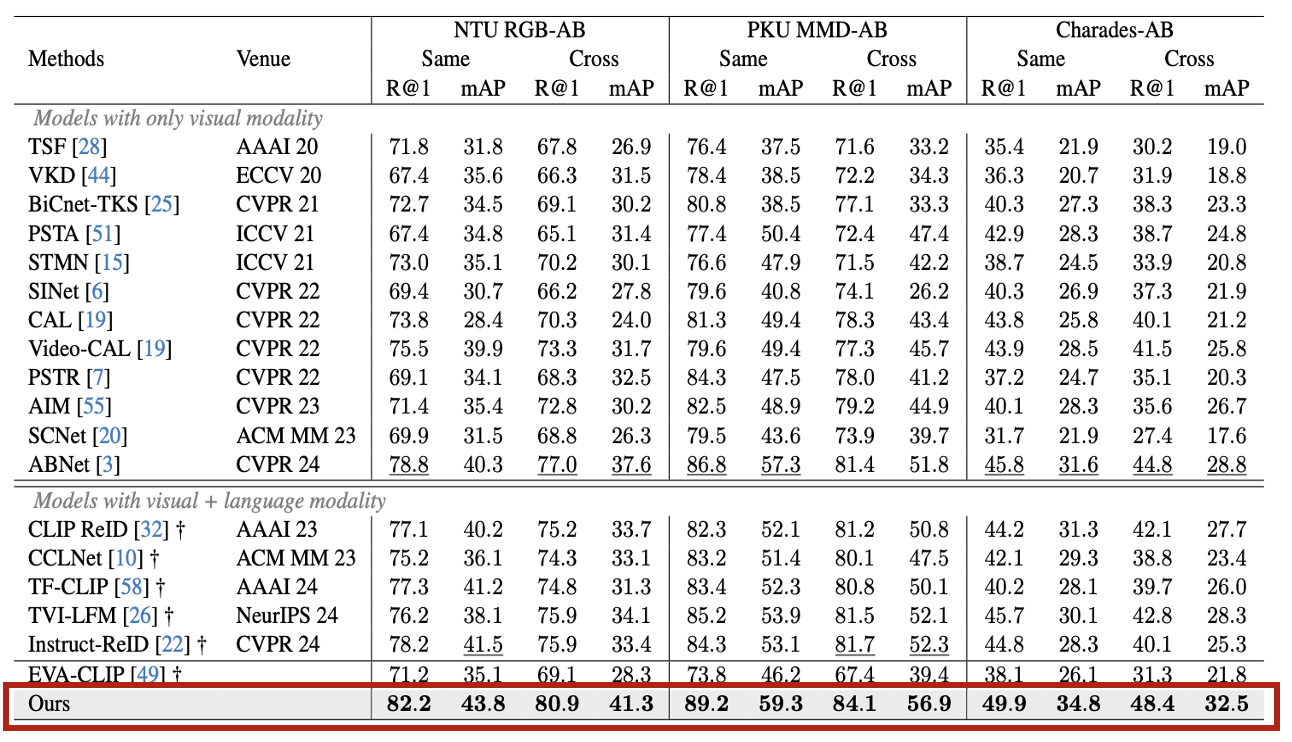 NTU RGB-AB PKU MMD-AB Charades-AB
Methods Venue Same Cross Same Cross Same Cross
R@1 mAP R@1 mAP R@1 mAP R@1 mAP R@1 mAP R@1 mAP
Models with only visual modality
TSF [28] AAAI 20 71.8 31.8 67.8 26.9 76.4 37.5 71.6 33.2 35.4 21.9 30.2 19.0
VKD [44] ECCV 20 67.4 35.6 66.3 31.5 78.4 38.5 72.2 34.3 36.3 20.7 31.9 18.8
BiCnet-TKS [25] CVPR 21 72.7 34.5 69.1 30.2 80.8 38.5 77.1 33.3 40.3 27.3 38.3 23.3
PSTA [51] ICCV 21 67.4 34.8 65.1 31.4 77.4 50.4 72.4 47.4 42.9 28.3 38.7 24.8
STMN [15] ICCV 21 73.0 35.1 70.2 30.1 76.6 47.9 71.5 42.2 38.7 24.5 33.9 20.8
SINet [6] CVPR 22 69.4 30.7 66.2 27.8 79.6 40.8 74.1 26.2 40.3 26.9 37.3 21.9
CAL [19] CVPR 22 73.8 28.4 70.3 24.0 81.3 49.4 78.3 43.4 43.8 25.8 40.1 21.2
Video-CAL [19] CVPR 22 75.5 39.9 73.3 31.7 79.6 49.4 77.3 45.7 43.9 28.5 41.5 25.8
PSTR [7] CVPR 22 69.1 34.1 68.3 32.5 84.3 47.5 78.0 41.2 37.2 24.7 35.1 20.3
AIM [55] CVPR 23 71.4 35.4 72.8 30.2 82.5 48.9 79.2 44.9 40.1 28.3 35.6 26.7
SCNet [20] ACM MM 23 69.9 31.5 68.8 26.3 79.5 43.6 73.9 39.7 31.7 21.9 27.4 17.6
ABNet [3] CVPR 24 78.8 40.3 77.0 37.6 86.8 57.3 81.4 51.8 45.8 31.6 44.8 28.8
Models with visual + language modality
CLIP ReID [32] † AAAI 23 77.1 40.2 75.2 33.7 82.3 52.1 81.2 50.8 44.2 31.3 42.1 27.7
CCLNet [10] † ACM MM 23 75.2 36.1 74.3 33.1 83.2 51.4 80.1 47.5 42.1 29.3 38.8 23.4
TF-CLIP [58] † AAAI 24 77.3 41.2 74.8 31.3 83.4 52.3 80.8 50.1 40.2 28.1 39.7 26.0
TVI-LFM [26] † NeurIPS 24 76.2 38.1 75.9 34.1 85.2 53.9 81.5 52.1 45.7 30.1 42.8 28.3
Instruct-ReID [22] † CVPR 24 78.2 41.5 75.9 33.4 84.3 53.1 81.7 52.3 44.8 28.3 40.1 25.3
EVA-CLIP [49] † 71.2 35.1 69.1 28.3 73.8 46.2 67.4 39.4 38.1 26.1 31.3 21.8
Ours 82.2 43.8 80.9 41.3 89.2 59.3 84.1 56.9 49.9 34.8 48.4 32.5